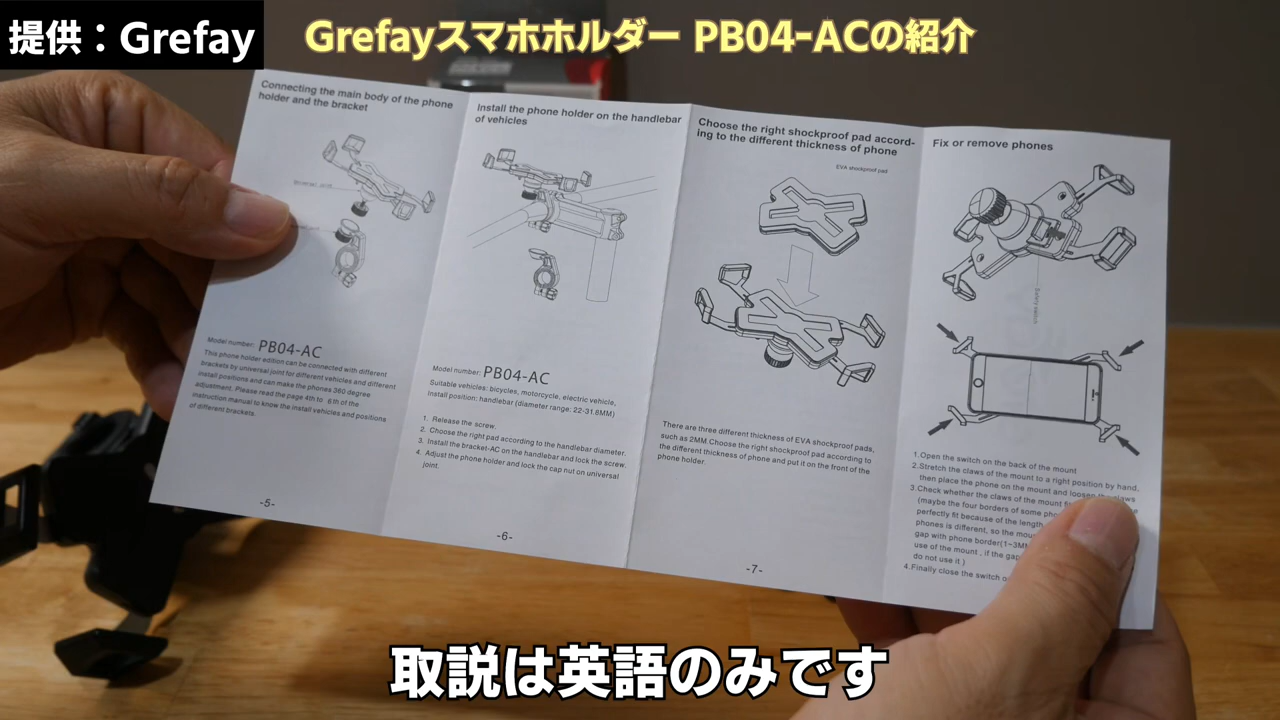 提供：Grefay
Grefayスマホホルダー PB04-ACの紹介
Connecting the main body of the phone
holder and the bracket
Model number: PB04-AC
This phone holder edition can be connected with different
brackets by universal joint for different vehicles and different
install positions and can make the phones 360 degree
adjustment. Please read the page 4th to 6th of the
instruction manual to know the install vehicles and positions
of different brackets.
-5-
Install the phone holder on the handlebar
of vehicles
Model number: PB04-AC
Suitable vehicles: bicycles, motorcycle, electric vehicle,
Install position: handlebar (diameter range: 22-31.8MM)
1. Release the screw.
2. Choose the right pad according to the handlebar diameter.
3. Install the bracket-AC on the handlebar and lock the screw.
4. Adjust the phone holder and lock the cap nut on universal
joint.
-6-
Choose the right shockproof pad accord-
ing to the different thickness of phone
EVA shockproof pad
There are three different thickness of EVA shockproof pads,
such as 2MM.Choose the right shockproof pad according to
the different thickness of phone and put it on the front of the
phone holder.
-7-
Fix or remove phones
1.Open the switch on the back of the mount
2.Stretch the claws of the mount to a right position by hand,
then place the phone on the mount and loosen the claws
3.Check whether the claws of the mount
(maybe the four borders of some
perfectly fit because of the length
phones is different, so the
gap with phone border(1~3M
use of the mount , if the gap
do not use it )
4.Finally close the switch
取説は英語のみです